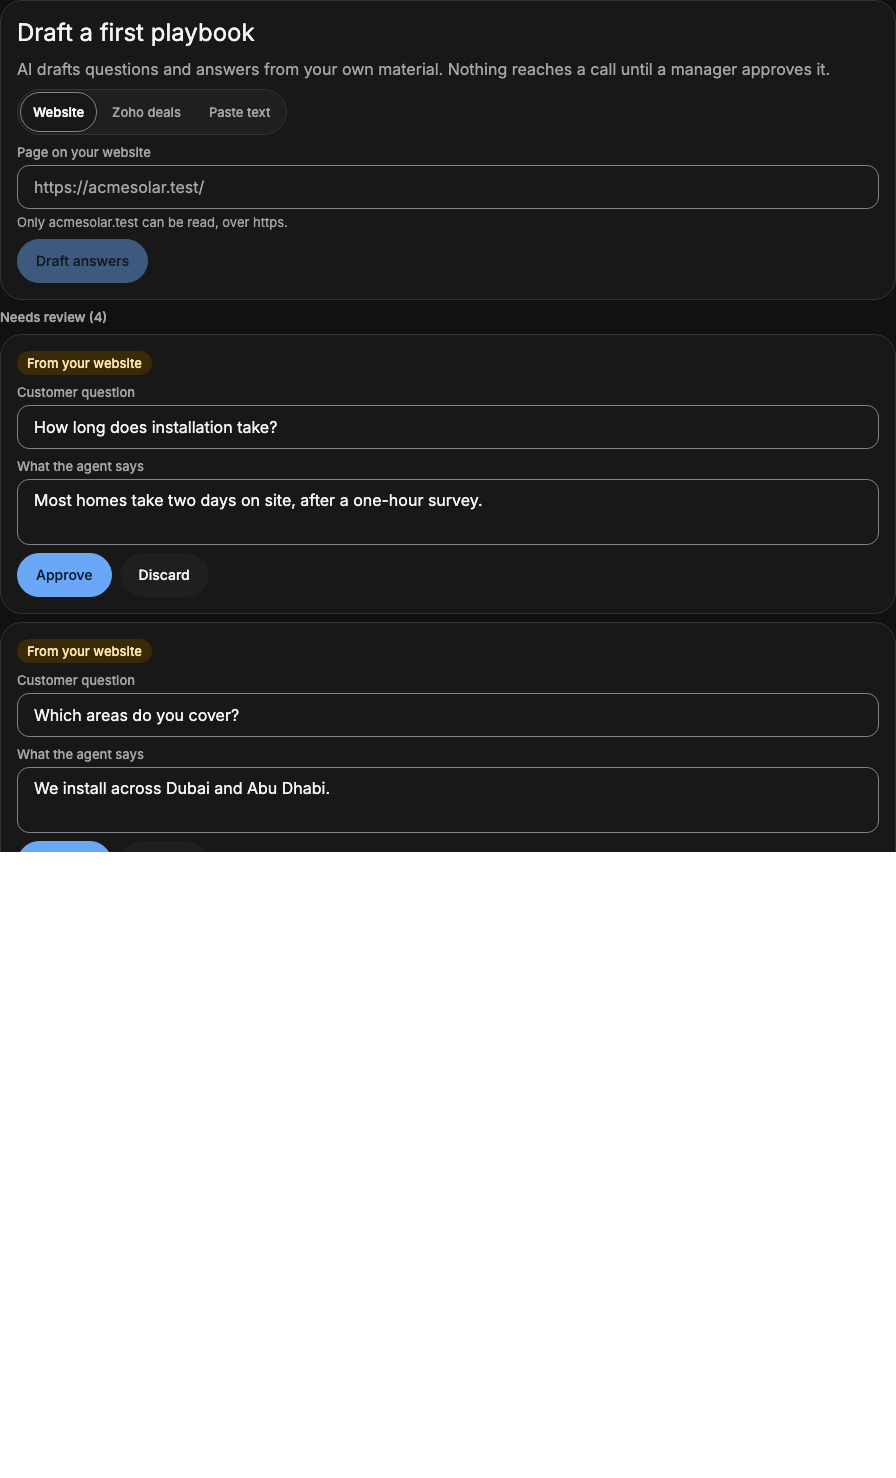 Draft a first playbook
AI drafts questions and answers from your own material. Nothing reaches a call until a manager approves it.
Website
Zoho deals
Paste text
Page on your website
https://acmesolar.test/
Only acmesolar.test can be read, over https.
Draft answers
Needs review (4)
From your website
Customer question
How long does installation take?
What the agent says
Most homes take two days on site, after a one-hour survey.
Approve
Discard
From your website
Customer question
Which areas do you cover?
What the agent says
We install across Dubai and Abu Dhabi.